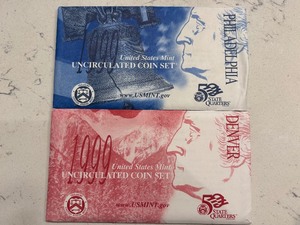 1999
PHILADELPHIA
United States Mint
UNCIRCULATED COIN SET
www.USMINT.gov
50
STATE
QUARTERS
1999
DENVER
United States Mint
UNCIRCULATED COIN SET
www.USMINT.gov
50
STATE
QUARTERS